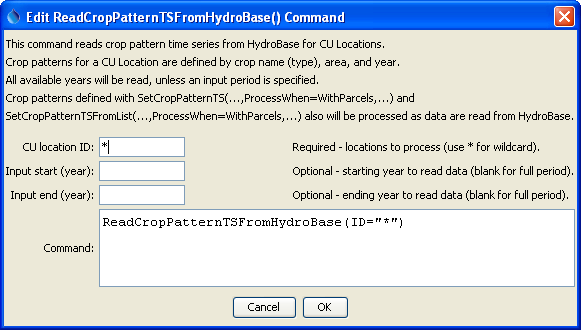 Edit ReadCropPatternTSFromHydroBase() Command
This command reads crop pattern time series from HydroBase for CU Locations.
Crop patterns for a CU Location are defined by crop name (type), area, and year.
All available years will be read, unless an input period is specified.
Crop patterns defined with SetCropPatternTS(...,ProcessWhen=WithParcels,...) and
SetCropPatternTSFromList(...,ProcessWhen=WithParcels,...) also will be processed as data are read from HydroBase.
CU location ID: * Required - locations to process (use * for wildcard).
Input start (year): Optional - starting year to read data (blank for full period).
Input end (year): Optional - ending year to read data (blank for full period).
ReadCropPatternTSFromHydroBase(ID="*")
Command:
Cancel OK